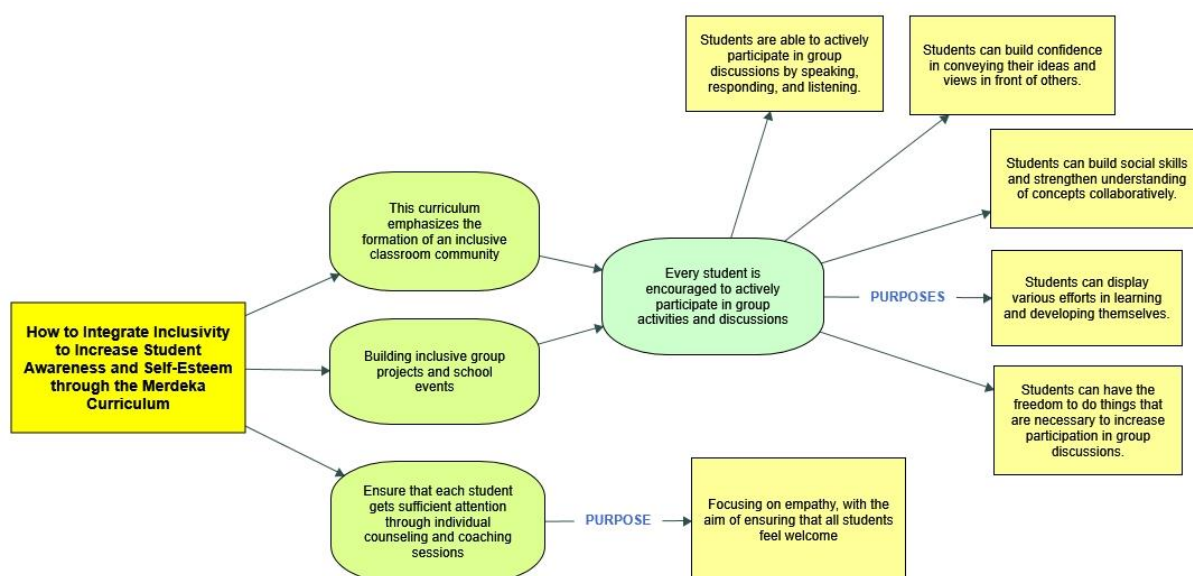 How to Integrate Inclusivity
to Increase Student
Awareness and Self-Esteem
through the Merdeka
Curriculum
This curriculum
emphasizes the
formation of an inclusive
classroom community
Building inclusive group
projects and school
events
Ensure that each student
gets sufficient attention
through individual
counseling and coaching
sessions
Every student is
encouraged to actively
participate in group
activities and discussions
Students are able to actively
participate in group
discussions by speaking,
responding, and listening.
Students can build confidence
in conveying their ideas and
views in front of others.
Students can build social skills
and strengthen understanding
of concepts collaboratively.
PURPOSES
Students can display
various efforts in learning
and developing themselves.
Students can have the
freedom to do things that
are necessary to increase
participation in group
discussions.
PURPOSE
Focusing on empathy, with the
aim of ensuring that all students
feel welcome